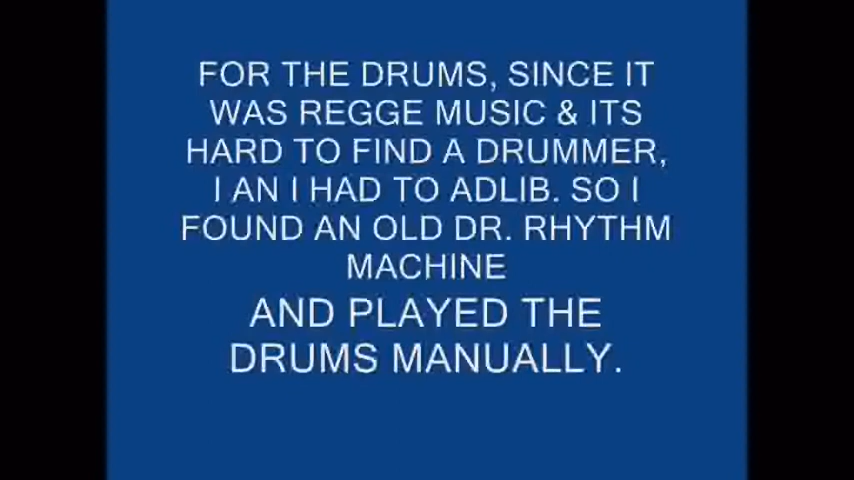 FOR THE DRUMS, SINCE IT
WAS REGGE MUSIC & ITS
HARD TO FIND A DRUMMER,
I AN I HAD TO ADLIB. SO I
FOUND AN OLD DR. RHYTHM
MACHINE
AND PLAYED THE
DRUMS MANUALLY.